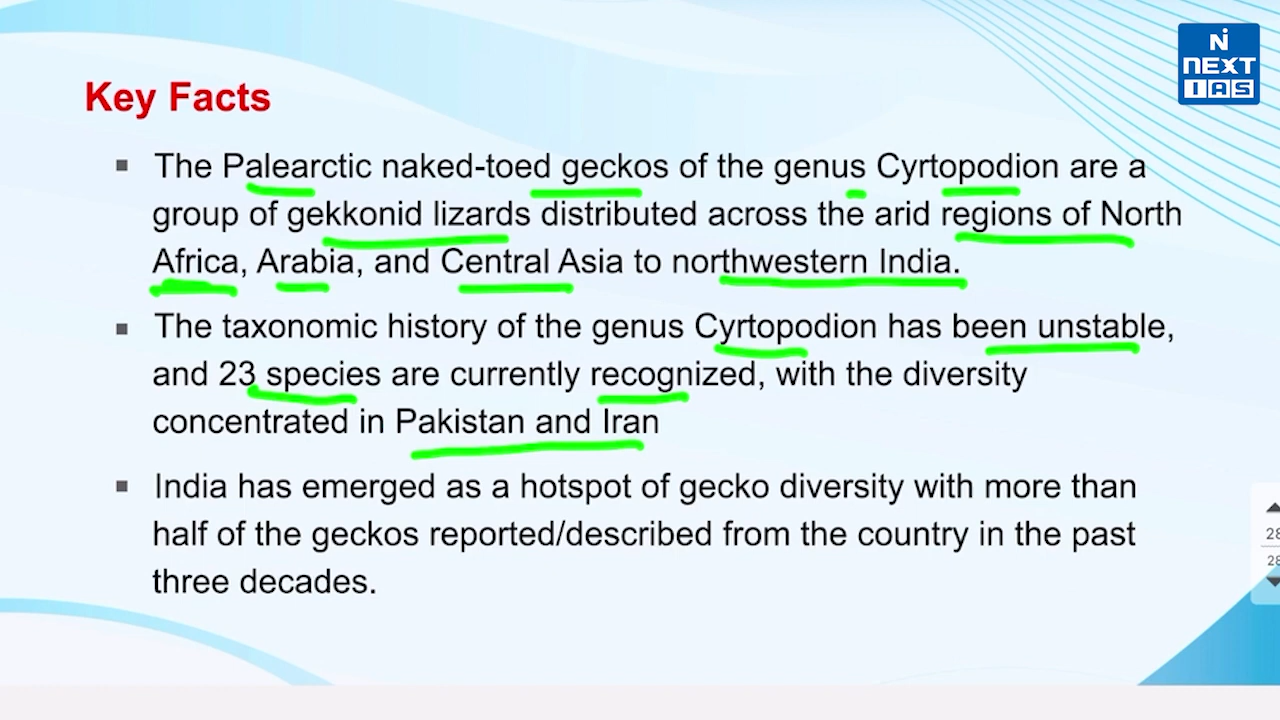 NEXT
IAS
Key Facts
▪ The Palearctic naked-toed geckos of the genus Cyrtopodion are a
group of gekkonid lizards distributed across the arid regions of North
Africa, Arabia, and Central Asia to northwestern India.
▪ The taxonomic history of the genus Cyrtopodion has been unstable,
and 23 species are currently recognized, with the diversity
concentrated in Pakistan and Iran
▪ India has emerged as a hotspot of gecko diversity with more than
half of the geckos reported/described from the country in the past
three decades.